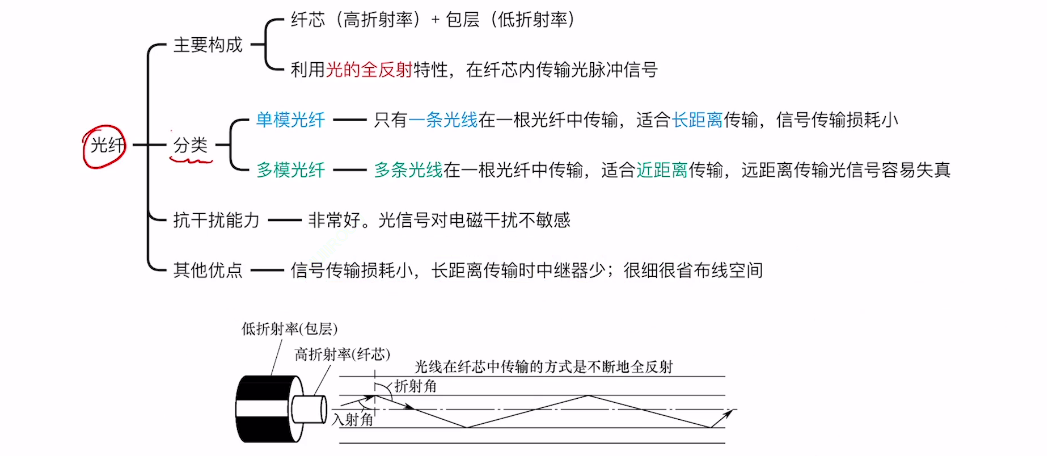 纤芯（高折射率）+ 包层（低折射率）
主要构成
利用光的全反射特性，在纤芯内传输光脉冲信号
单模光纤
只有一条光线在一根光纤中传输，适合长距离传输，信号传输损耗小
光纤
分类
多模光纤
多条光线在一根光纤中传输，适合近距离传输，远距离传输光信号容易失真
抗干扰能力
非常好。光信号对电磁干扰不敏感
其他优点
信号传输损耗小，长距离传输时中继器少；很细很省布线空间
低折射率(包层)
高折射率(纤芯)
光线在纤芯中传输的方式是不断地全反射
折射角
入射角